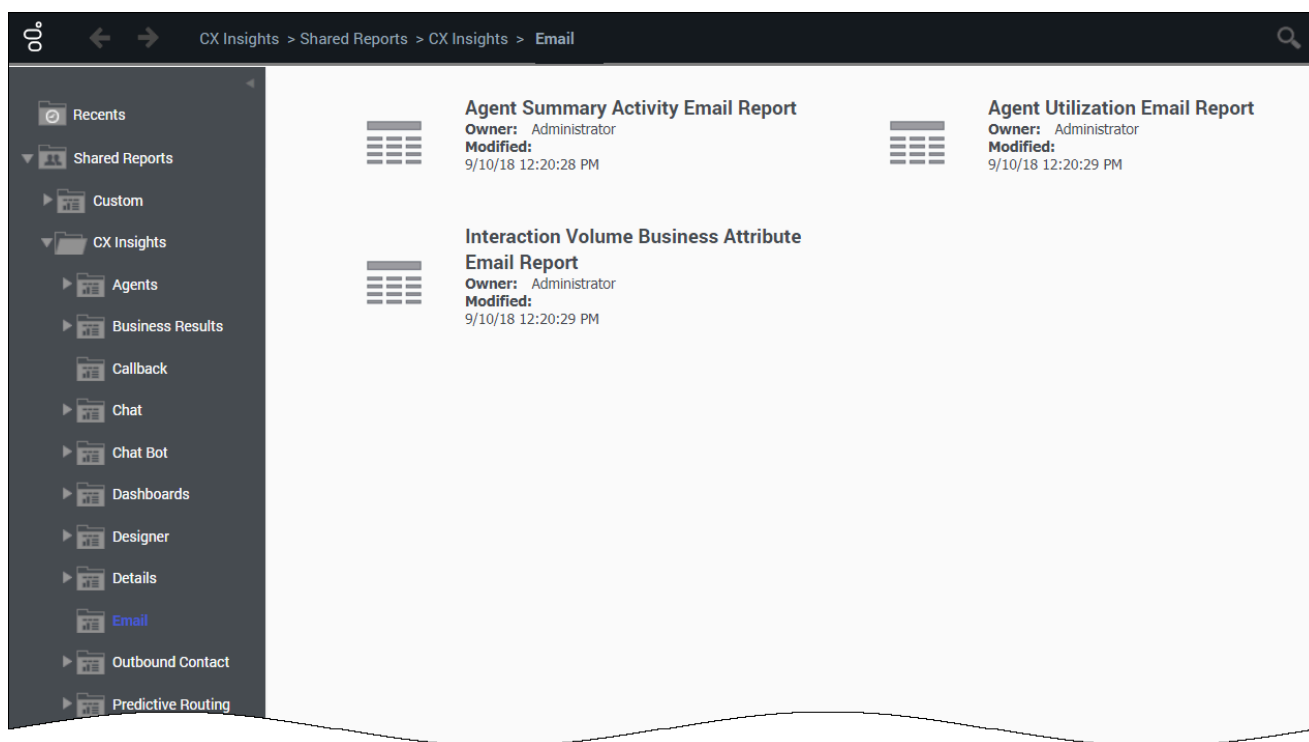 CX Insights > Shared Reports > CX Insights > Email
Recents
Shared Reports
Custom
CX Insights
Agents
Business Results
Callback
Chat
Chat Bot
Dashboards
Designer
Details
Email
Outbound Contact
Predictive Routing
Agent Summary Activity Email Report
Owner: Administrator
Modified:
9/10/18 12:20:28 PM
Agent Utilization Email Report
Owner: Administrator
Modified:
9/10/18 12:20:29 PM
Interaction Volume Business Attribute
Email Report
Owner: Administrator
Modified:
9/10/18 12:20:29 PM